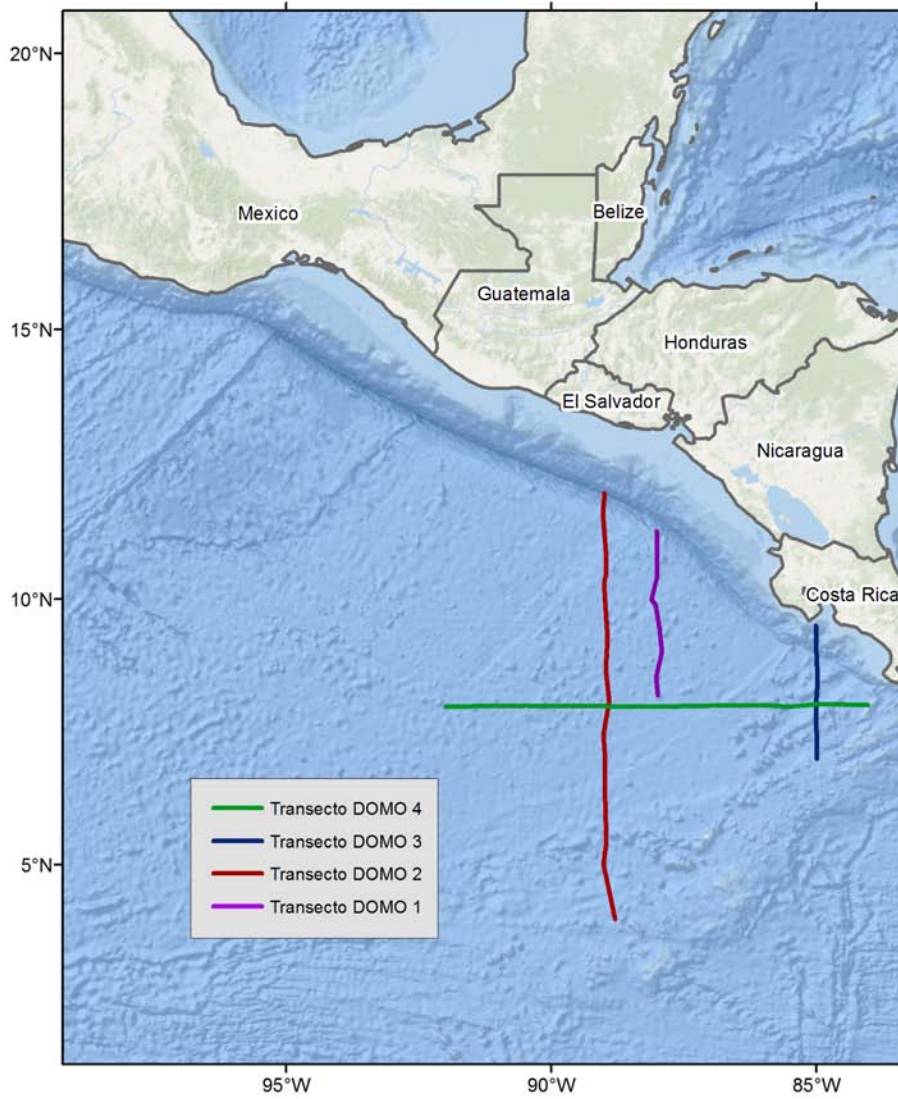 20°N
Mexico
Belize
Guatemala
15°N
Honduras
El Salvador
Nicaragua
10°N
Costa Rica
Transecto DOMO 4
Transecto DOMO 3
5°N
Transecto DOMO 2
Transecto DOMO 1
95°W
90°W
85°W